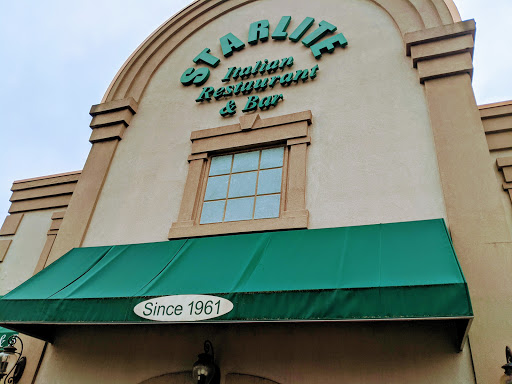 STARLITE
Italian
Restaurant
& Bar
Since 1961